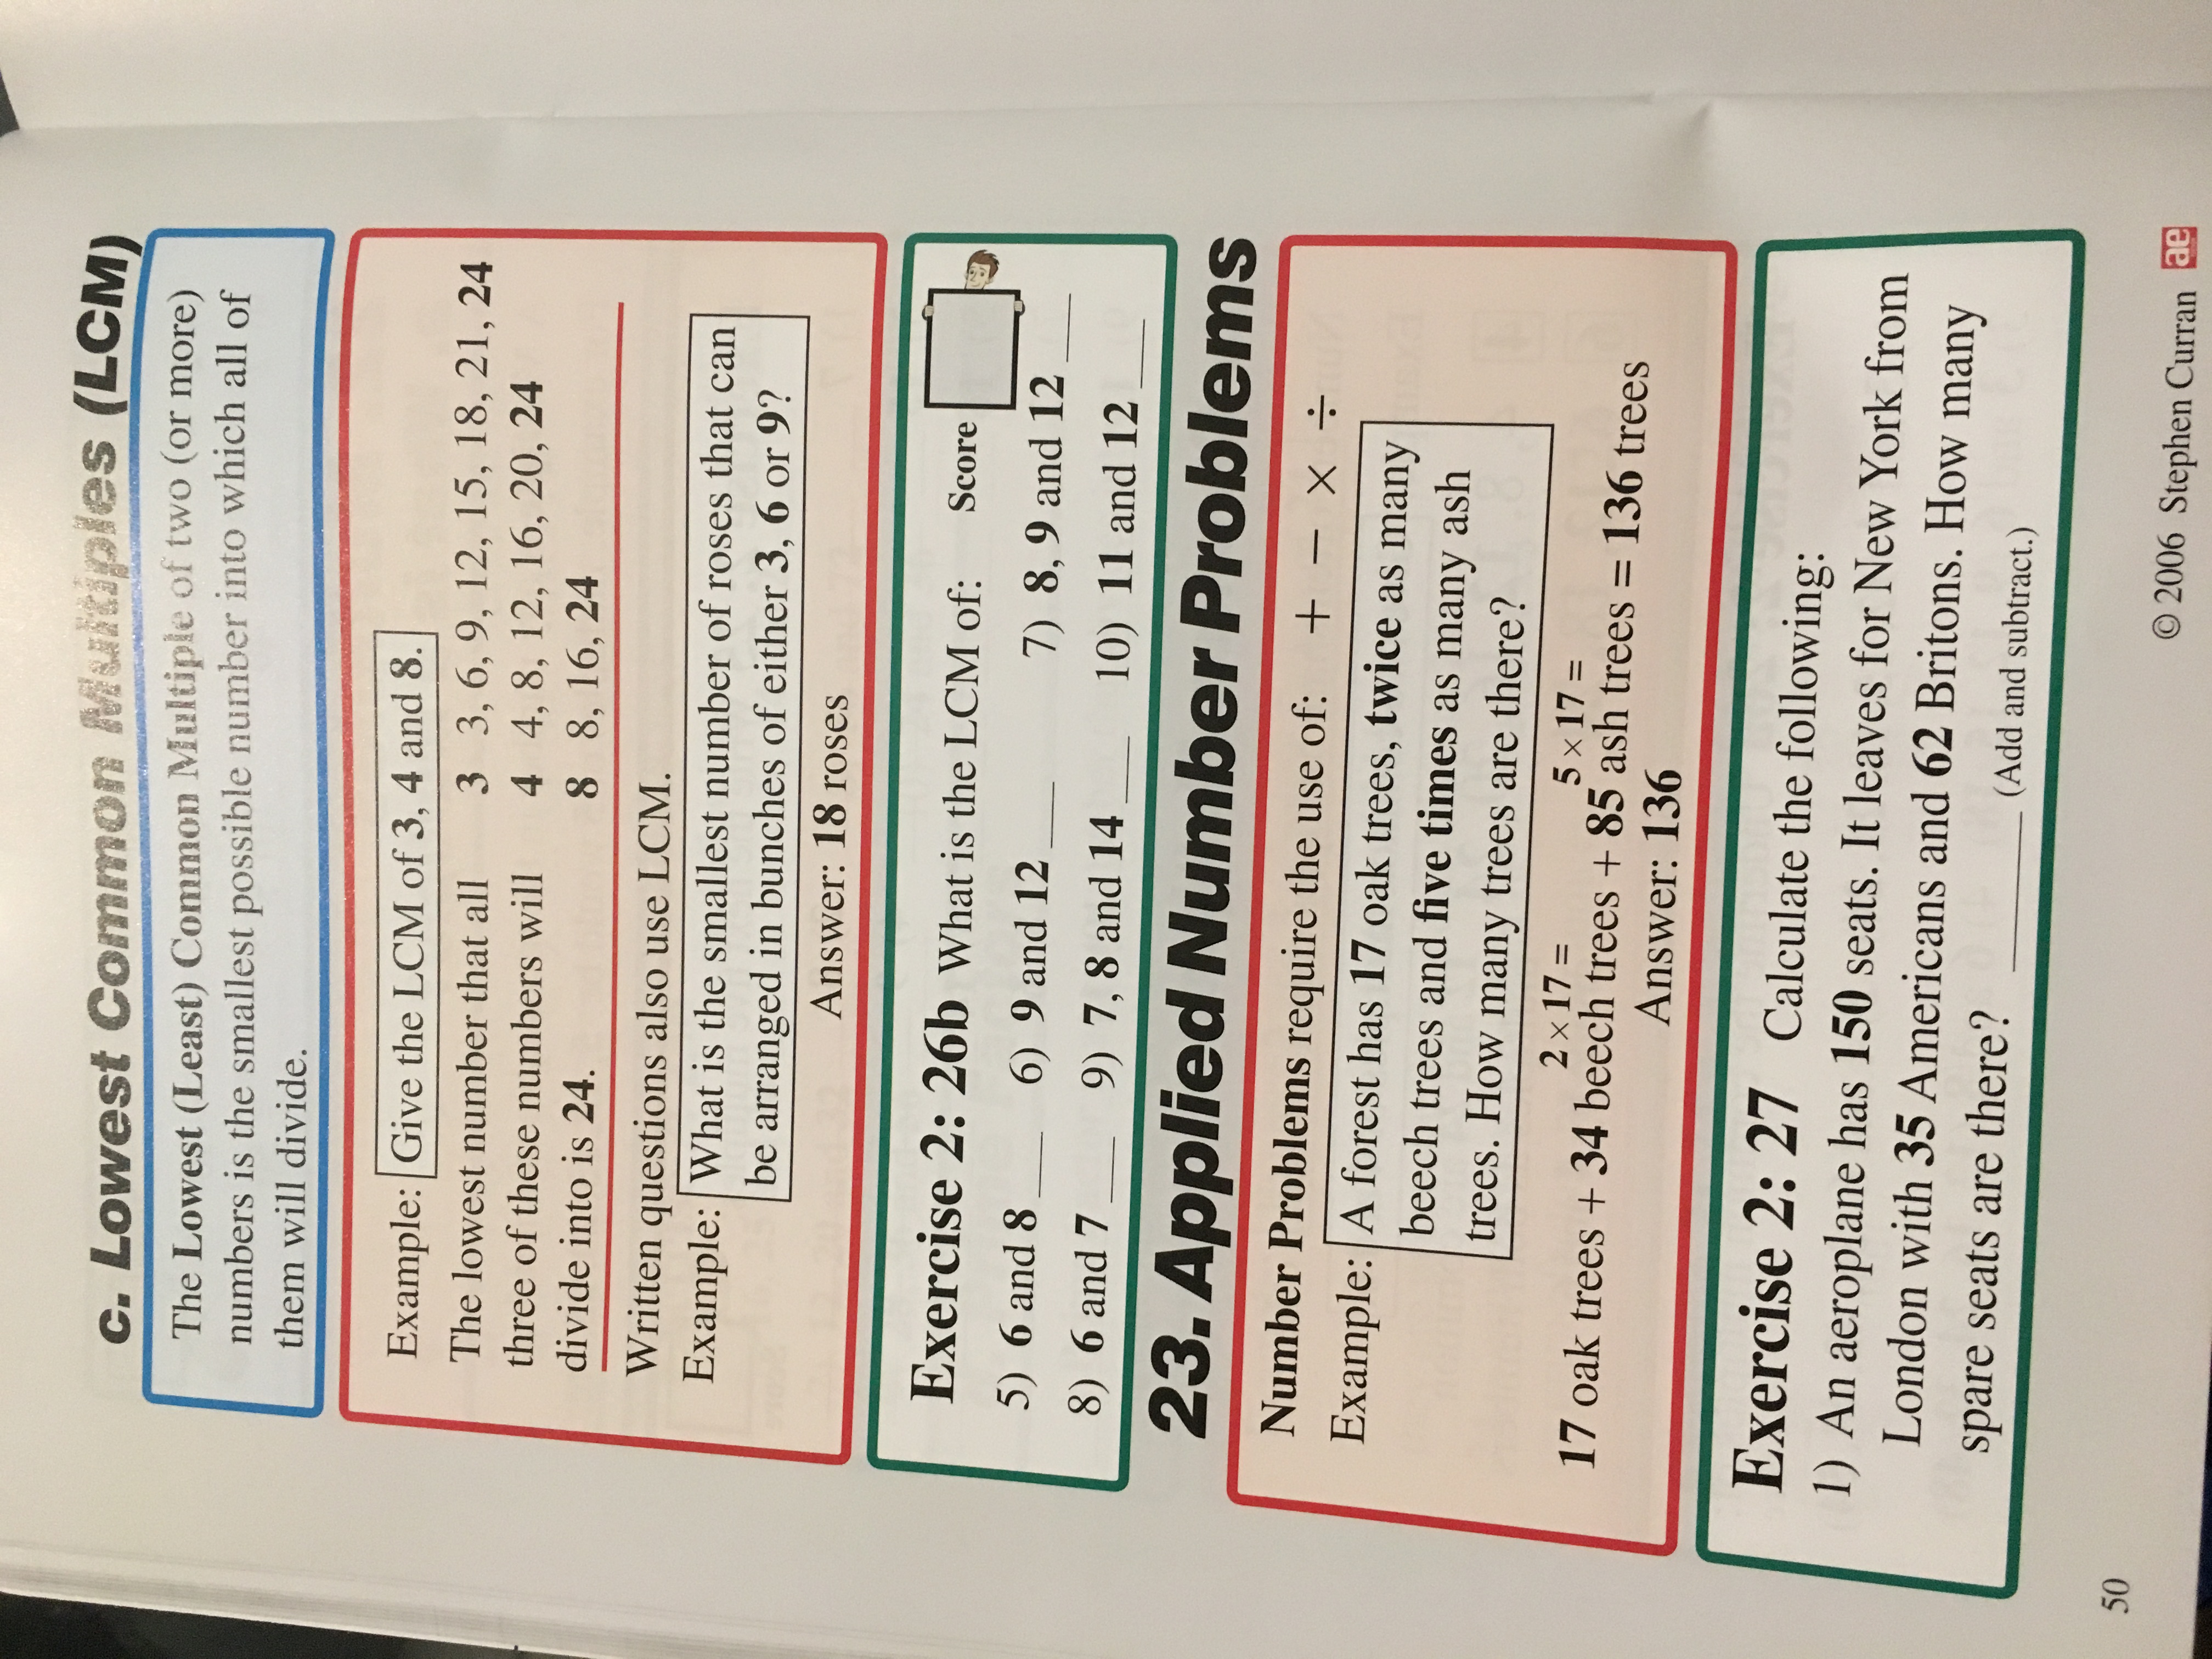 c. Lowest Common Multiples (LCM)
The Lowest (Least) Common Multiple of two (or more)
numbers is the smallest possible number into which all of
them will divide.
Example: Give the LCM of 3, 4 and 8.
The lowest number that all 3 3, 6, 9, 12, 15, 18, 21, 24
three of these numbers will 4 4, 8, 12, 16, 20, 24
divide into is 24. 8 8, 16, 24
Written questions also use LCM.
Example: What is the smallest number of roses that can
be arranged in bunches of either 3, 6 or 9?
Answer: 18 roses
Exercise 2: 26b What is the LCM of: Score
5) 6 and 8 ___ 6) 9 and 12 ___ 7) 8, 9 and 12 ___
8) 6 and 7 ___ 9) 7, 8 and 14 ___ 10) 11 and 12 ___
23. Applied Number Problems
Number Problems require the use of: + − × ÷
Example: A forest has 17 oak trees, twice as many
beech trees and five times as many ash
trees. How many trees are there?
2 × 17 = 5 × 17 =
17 oak trees + 34 beech trees + 85 ash trees = 136 trees
Answer: 136
Exercise 2: 27 Calculate the following:
1) An aeroplane has 150 seats. It leaves for New York from
London with 35 Americans and 62 Britons. How many
spare seats are there? ______ (Add and subtract.)
50
© 2006 Stephen Curran ae